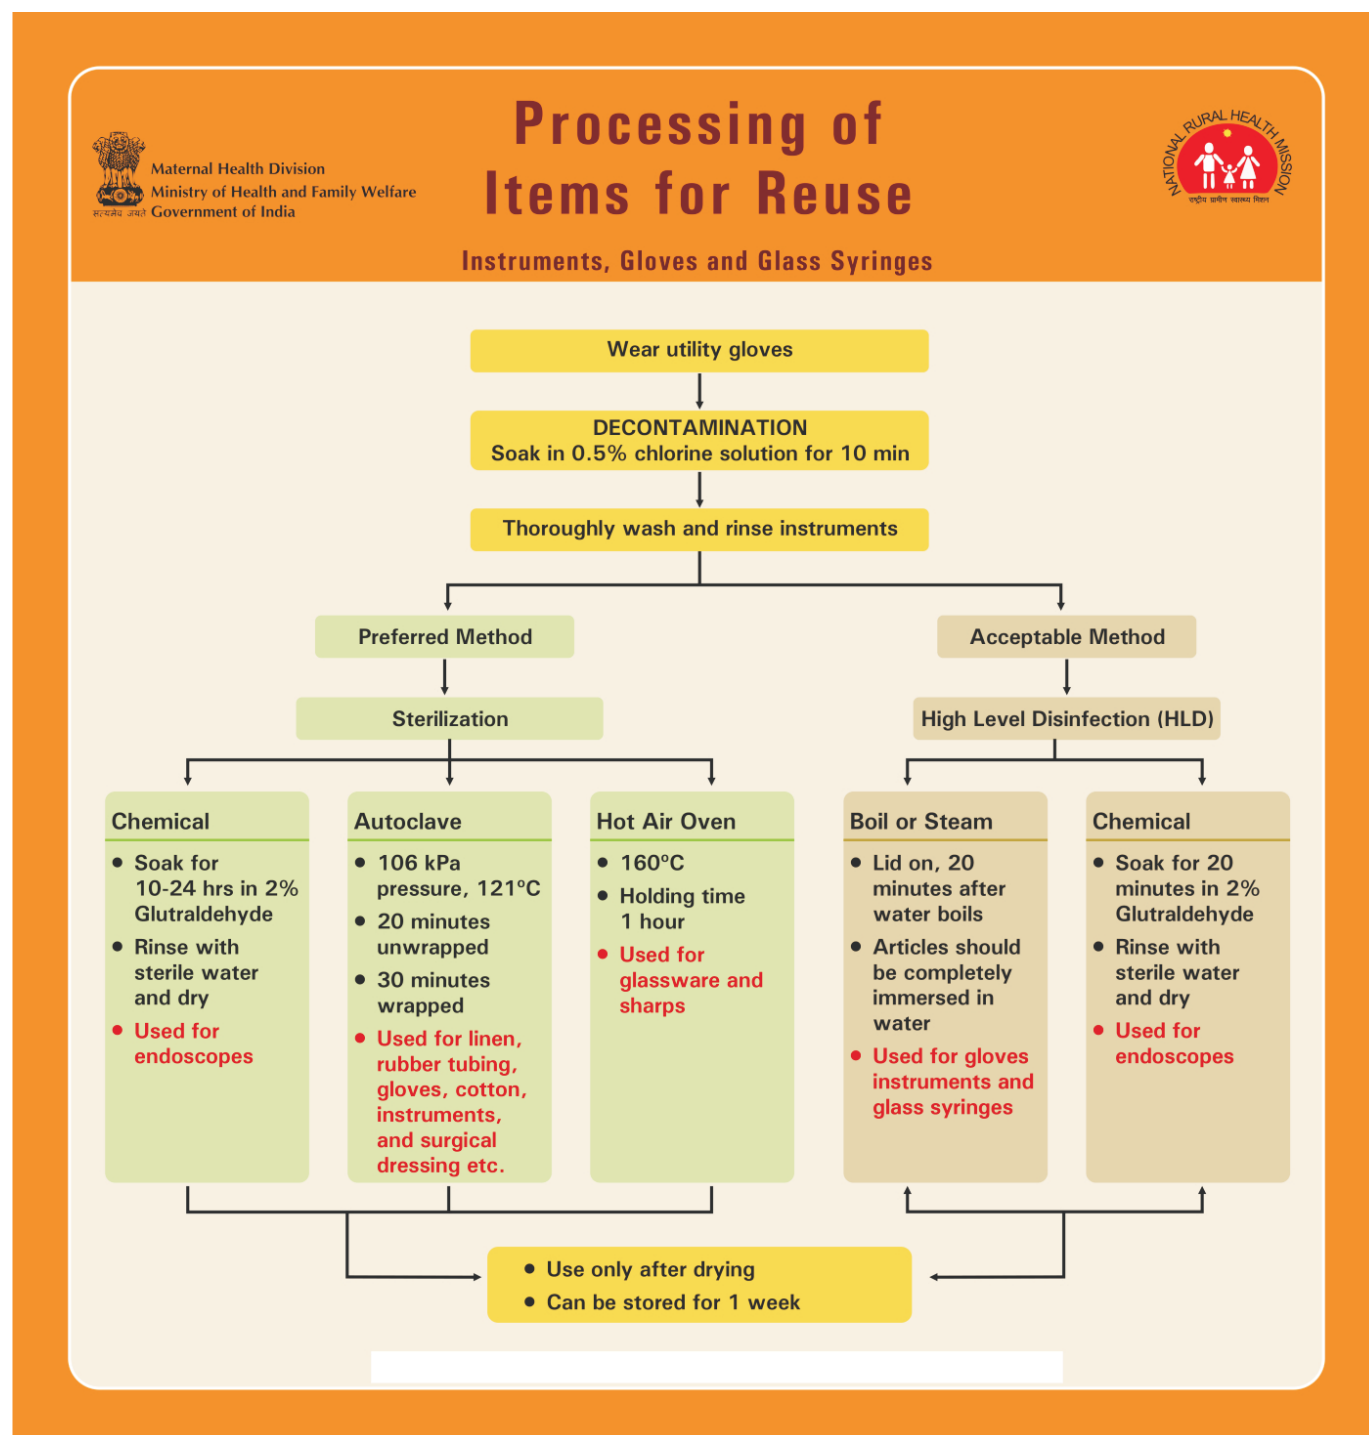 Processing of
Items for Reuse
Instruments, Gloves and Glass Syringes
सत्यमेव जयते
Maternal Health Division
Ministry of Health and Family Welfare
Government of India
NATIONAL RURAL HEALTH MISSION
राष्ट्रीय ग्रामीण स्वास्थ्य मिशन
Wear utility gloves
DECONTAMINATION
Soak in 0.5% chlorine solution for 10 min
Thoroughly wash and rinse instruments
Preferred Method
Sterilization
Chemical
• Soak for
10-24 hrs in 2%
Glutraldehyde
• Rinse with
sterile water
and dry
• Used for
endoscopes
Autoclave
• 106 kPa
pressure, 121ºC
• 20 minutes
unwrapped
• 30 minutes
wrapped
• Used for linen,
rubber tubing,
gloves, cotton,
instruments,
and surgical
dressing etc.
Hot Air Oven
• 160ºC
• Holding time
1 hour
• Used for
glassware and
sharps
Acceptable Method
High Level Disinfection (HLD)
Boil or Steam
• Lid on, 20
minutes after
water boils
• Articles should
be completely
immersed in
water
• Used for gloves
instruments and
glass syringes
Chemical
• Soak for 20
minutes in 2%
Glutraldehyde
• Rinse with
sterile water
and dry
• Used for
endoscopes
• Use only after drying
• Can be stored for 1 week